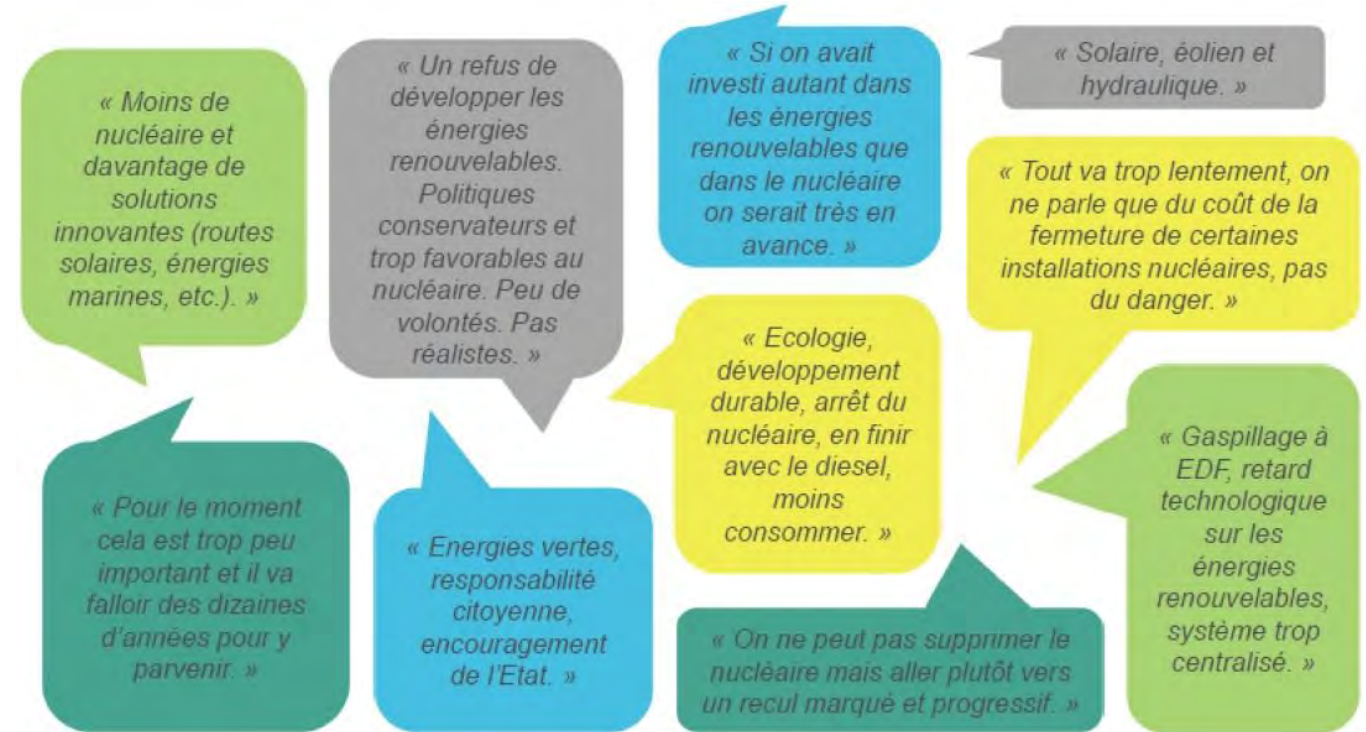 « Moins de
nucléaire et
davantage de
solutions
innovantes (routes
solaires, énergies
marines, etc.). »
« Un refus de
développer les
énergies
renouvelables.
Politiques
conservateurs et
trop favorables au
nucléaire. Peu de
volontés. Pas
réalistes. »
« Si on avait
investi autant dans
les énergies
renouvelables que
dans le nucléaire
on serait très en
avance. »
« Solaire, éolien et
hydraulique. »
« Tout va trop lentement, on
ne parle que du coût de la
fermeture de certaines
installations nucléaires, pas
du danger. »
« Ecologie,
développement
durable, arrêt du
nucléaire, en finir
avec le diesel,
moins
consommer. »
« Gaspillage à
EDF, retard
technologique
sur les
énergies
renouvelables,
système trop
centralisé. »
« Pour le moment
cela est trop peu
important et il va
falloir des dizaines
d'années pour y
parvenir. »
« Energies vertes,
responsabilité
citoyenne,
encouragement
de l'Etat. »
« On ne peut pas supprimer le
nucléaire mais aller plutôt vers
un recul marqué et progressif. »